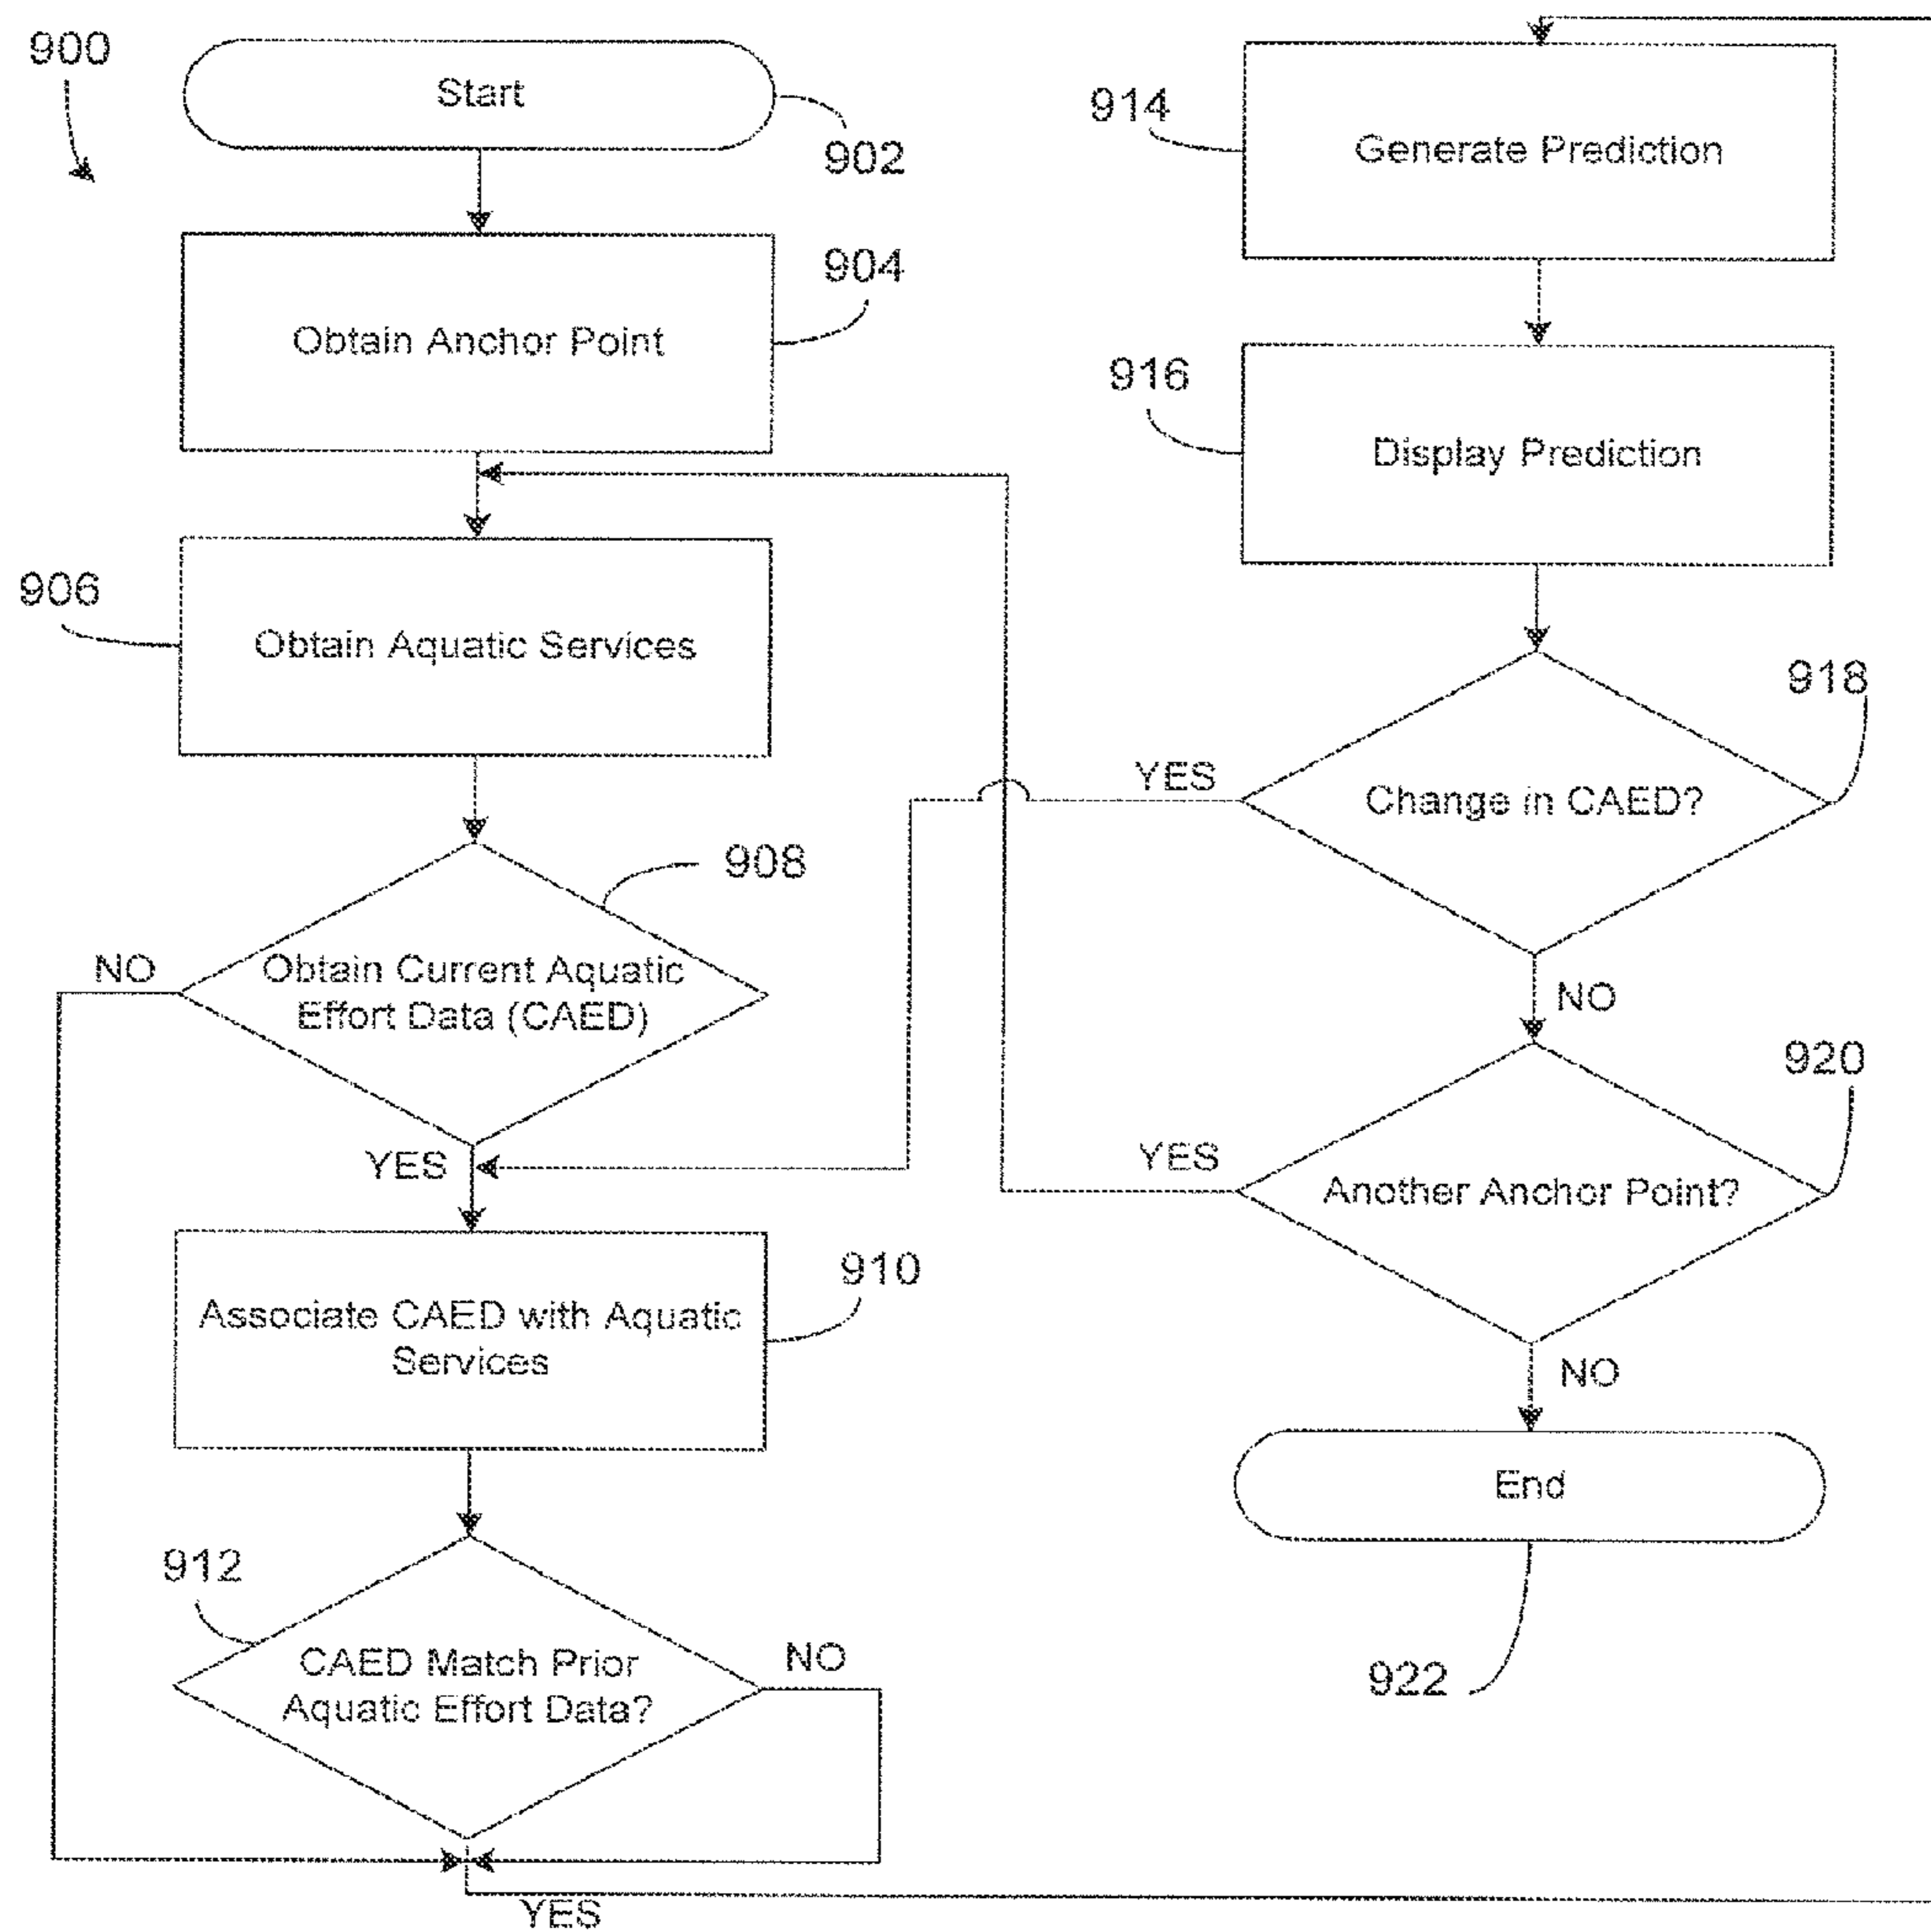 900
Start
902
Obtain Anchor Point
904
906
Obtain Aquatic Services
908
NO
Obtain Current Aquatic
Effort Data (CAED)
YES
910
Associate CAED with Aquatic
Services
912
CAED Match Prior
Aquatic Effort Data?
NO
YES
914
Generate Prediction
916
Display Prediction
918
YES
Change in CAED?
NO
920
YES
Another Anchor Point?
NO
End
922